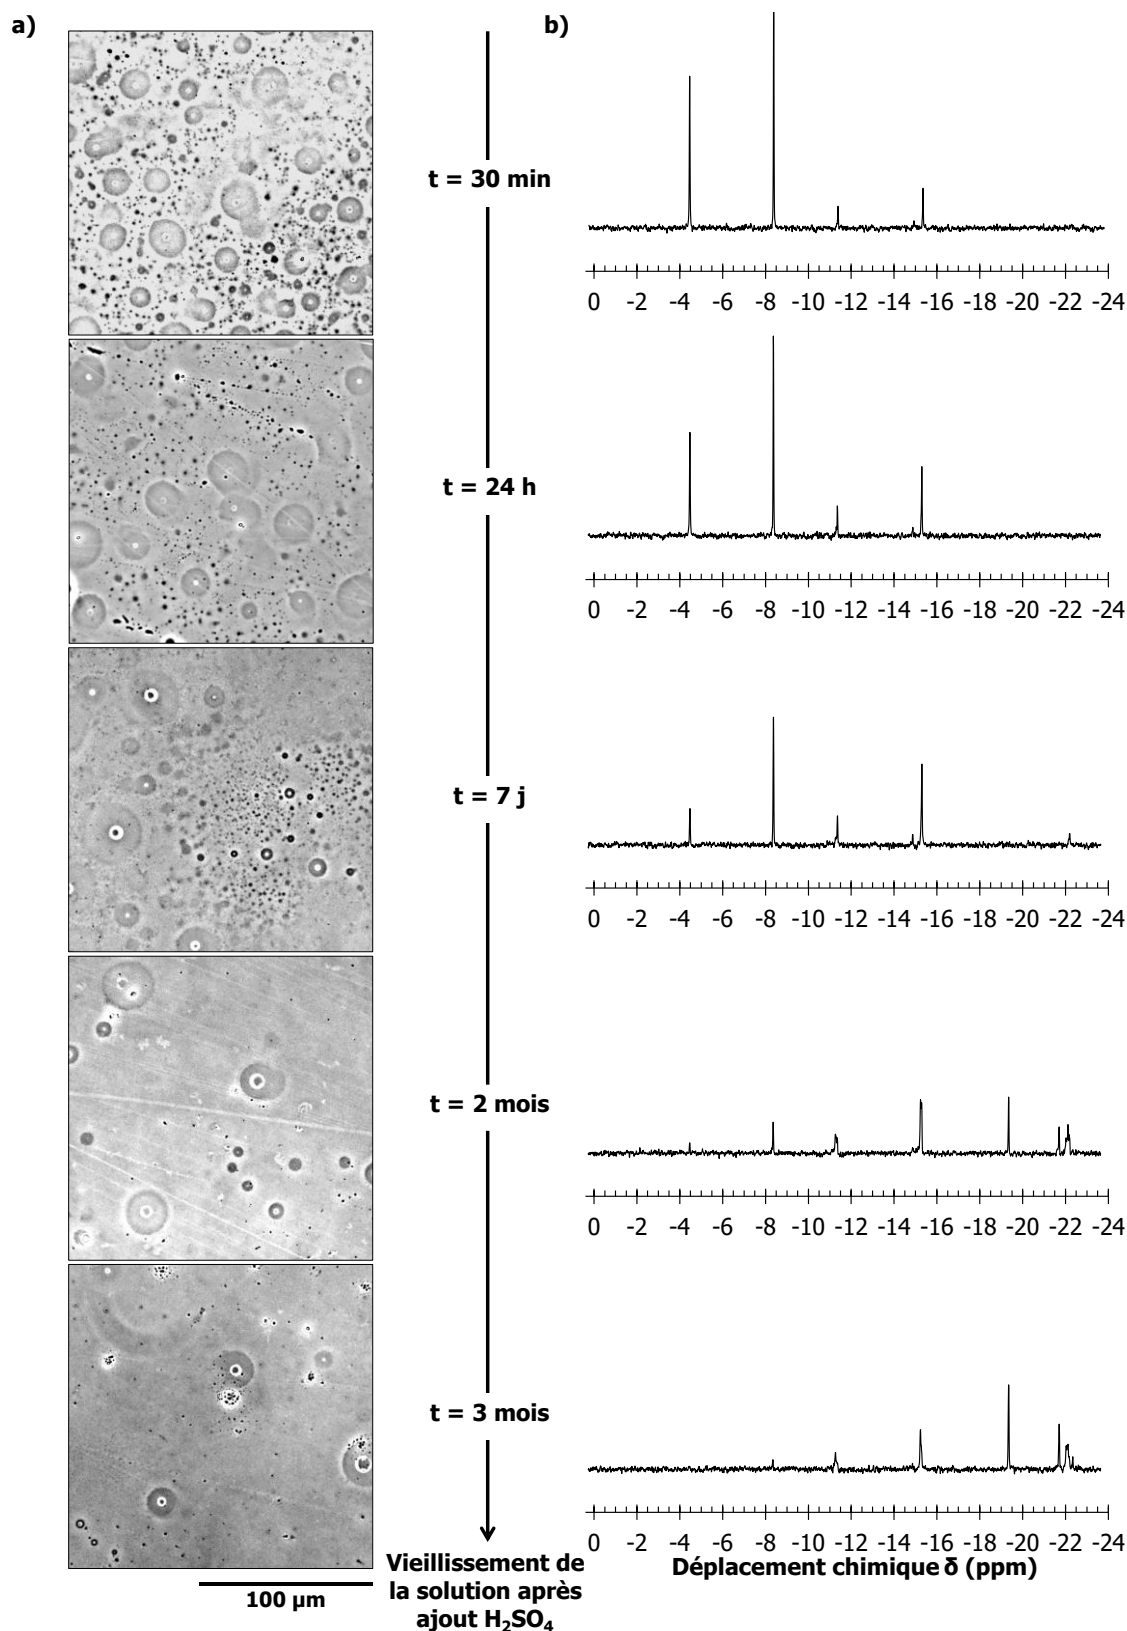 a)
b)
t = 30 min
0 -2 -4 -6 -8 -10 -12 -14 -16 -18 -20 -22 -24
t = 24 h
0 -2 -4 -6 -8 -10 -12 -14 -16 -18 -20 -22 -24
t = 7 j
0 -2 -4 -6 -8 -10 -12 -14 -16 -18 -20 -22 -24
t = 2 mois
0 -2 -4 -6 -8 -10 -12 -14 -16 -18 -20 -22 -24
t = 3 mois
0 -2 -4 -6 -8 -10 -12 -14 -16 -18 -20 -22 -24
100 µm
Vieillissement de
la solution après
ajout H₂SO₄
Déplacement chimique δ (ppm)